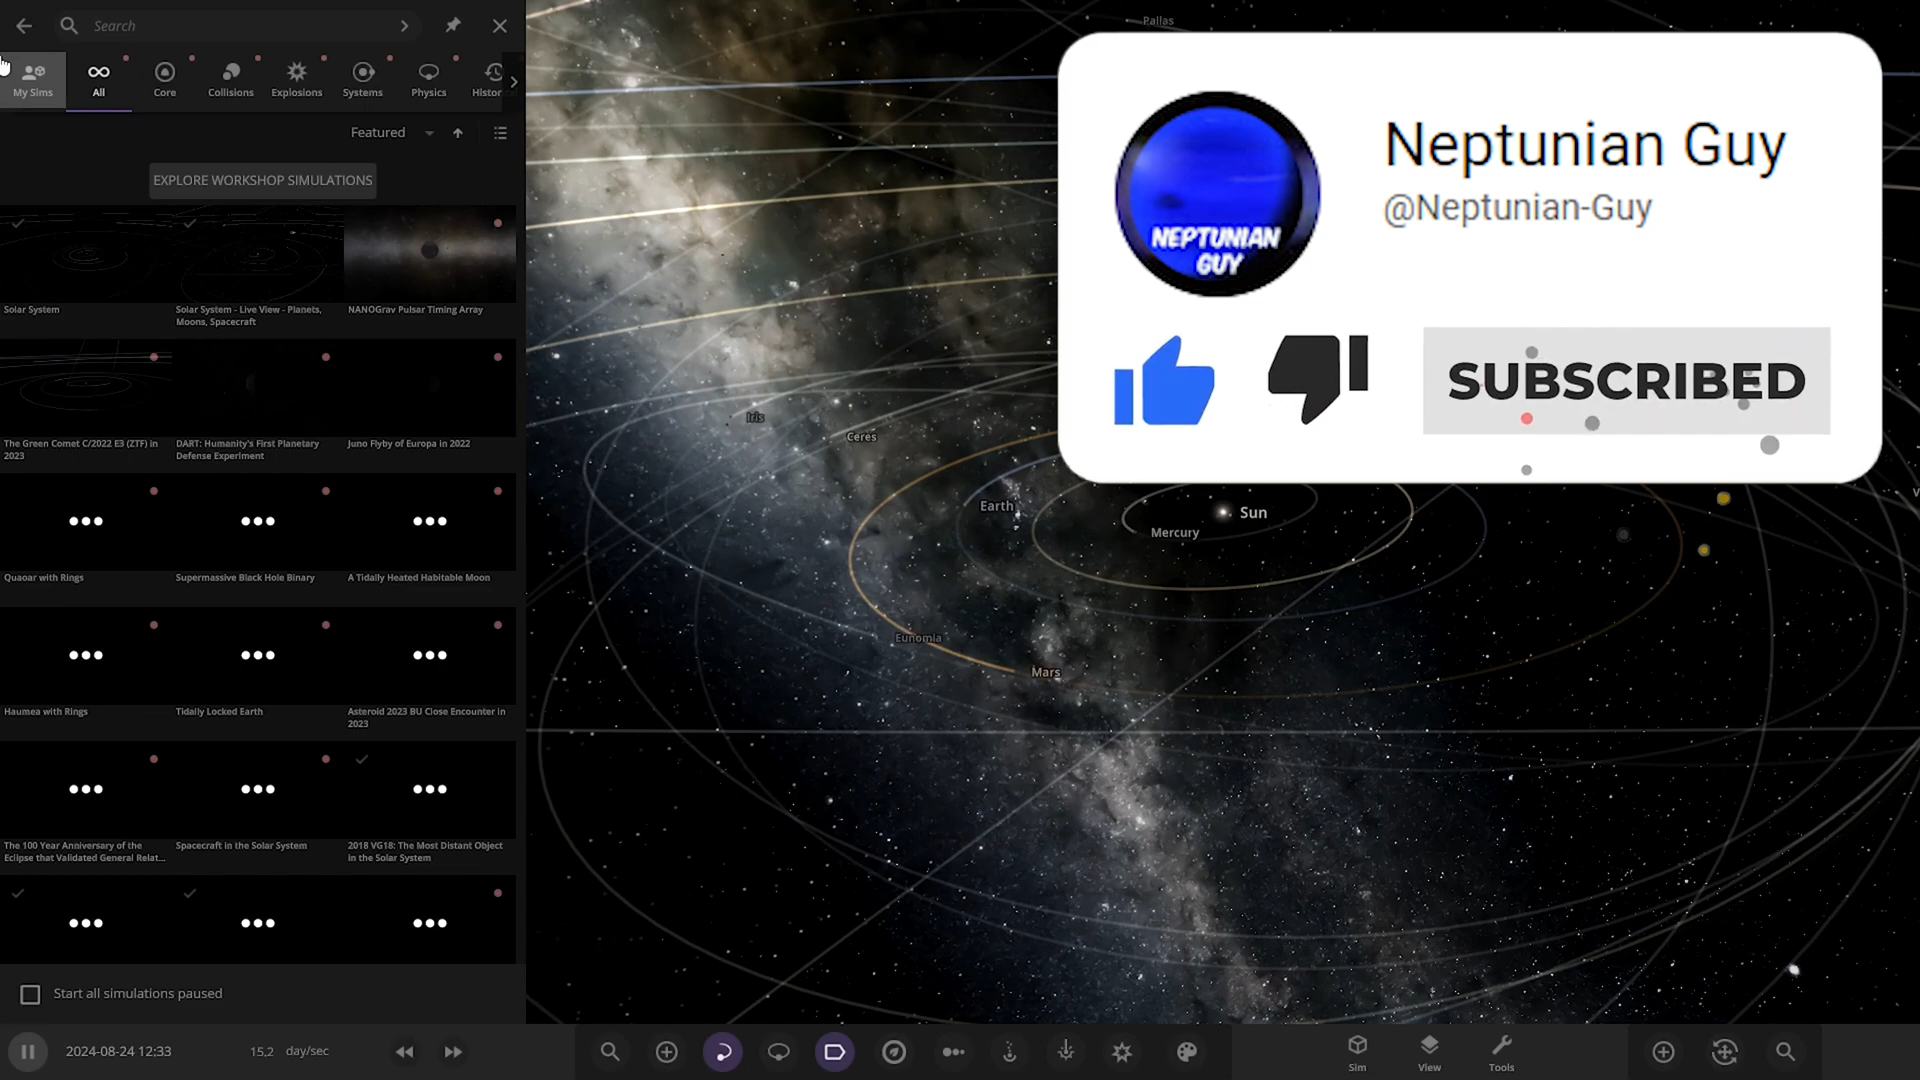 Search
My Sims
All
Core
Collisions
Explosions
Systems
Physics
Histor
Featured
EXPLORE WORKSHOP SIMULATIONS
Solar System
Solar System - Live View - Planets,
Moons, Spacecraft
NANOGrav Pulsar Timing Array
The Green Comet C/2022 E3 (ZTF) in
2023
DART: Humanity's First Planetary
Defense Experiment
Juno Flyby of Europa in 2022
Quaoar with Rings
Supermassive Black Hole Binary
A Tidally Heated Habitable Moon
Haumea with Rings
Tidally Locked Earth
Asteroid 2023 BU Close Encounter in
2023
The 100 Year Anniversary of the
Eclipse that Validated General Relat...
Spacecraft in the Solar System
2018 VG18: The Most Distant Object
in the Solar System
Start all simulations paused
2024-08-24 12:33
15,2 day/sec
Pallas
Iris
Ceres
Earth
Sun
Mercury
Eunomia
Mars
V
NEPTUNIAN
GUY
Neptunian Guy
@Neptunian-Guy
SUBSCRIBED
Sim
View
Tools